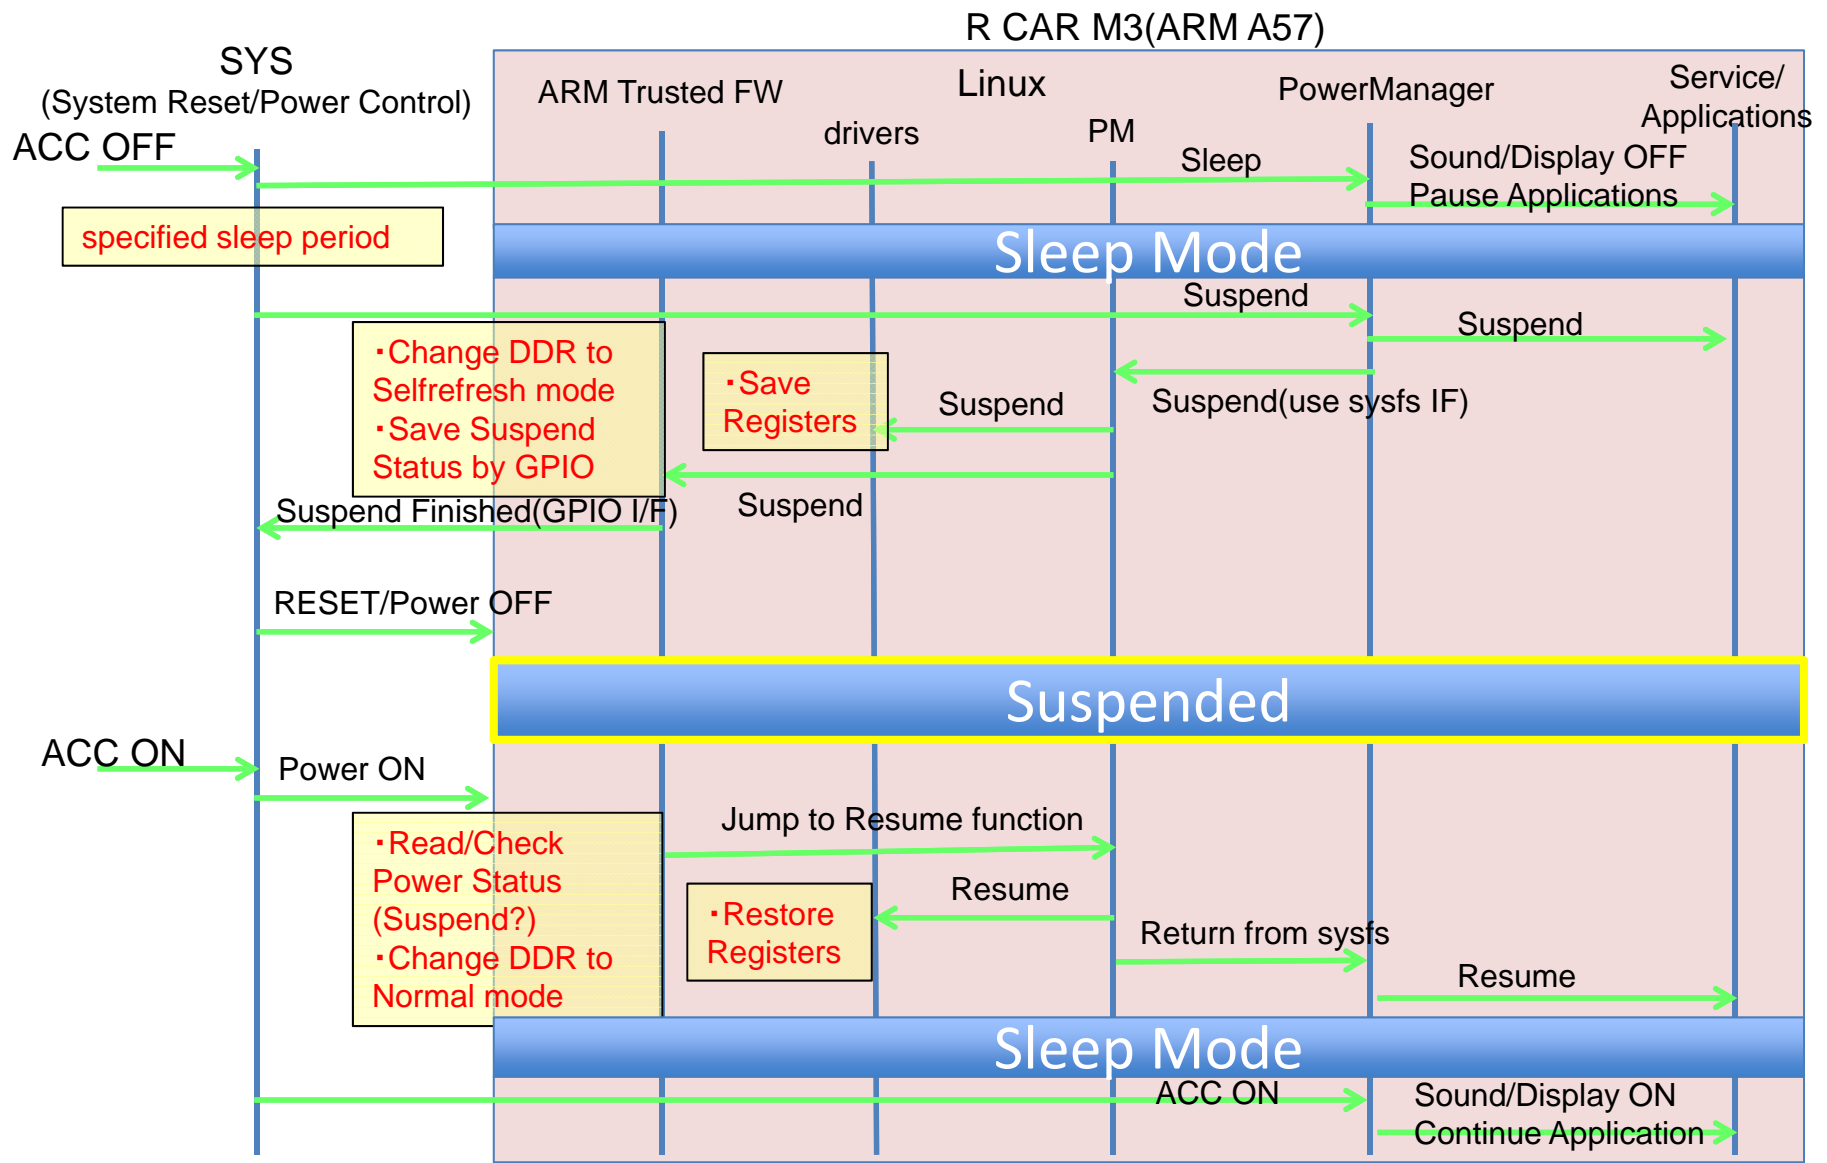 R CAR M3(ARM A57)
SYS
(System Reset/Power Control)
ARM Trusted FW
Linux
PowerManager
Service/
Applications
drivers
PM
ACC OFF
Sleep
Sound/Display OFF
Pause Applications
specified sleep period
Sleep Mode
Suspend
Suspend
・Change DDR to
Selfrefresh mode
・Save Suspend
Status by GPIO
・Save
Registers
Suspend
Suspend(use sysfs IF)
Suspend
Suspend Finished(GPIO I/F)
RESET/Power OFF
Suspended
ACC ON
Power ON
・Read/Check
Power Status
(Suspend?)
・Change DDR to
Normal mode
Jump to Resume function
Resume
・Restore
Registers
Return from sysfs
Resume
Sleep Mode
ACC ON
Sound/Display ON
Continue Application